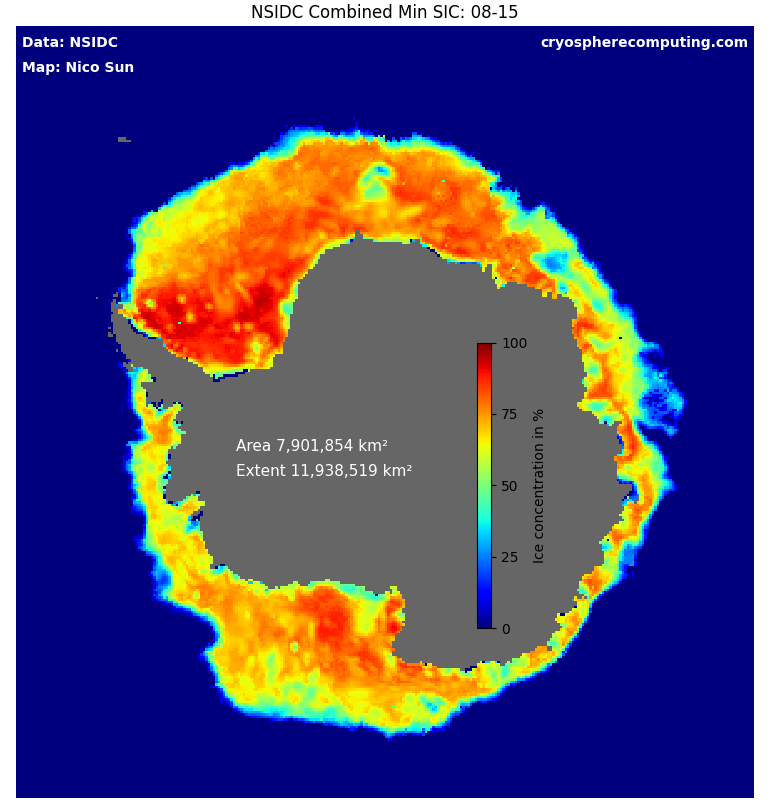 NSIDC Combined Min SIC: 08-15
Data: NSIDC
cryospherecomputing.com
Map: Nico Sun
100
75
50
25
0
Ice concentration in %
Area 7,901,854 km²
Extent 11,938,519 km²